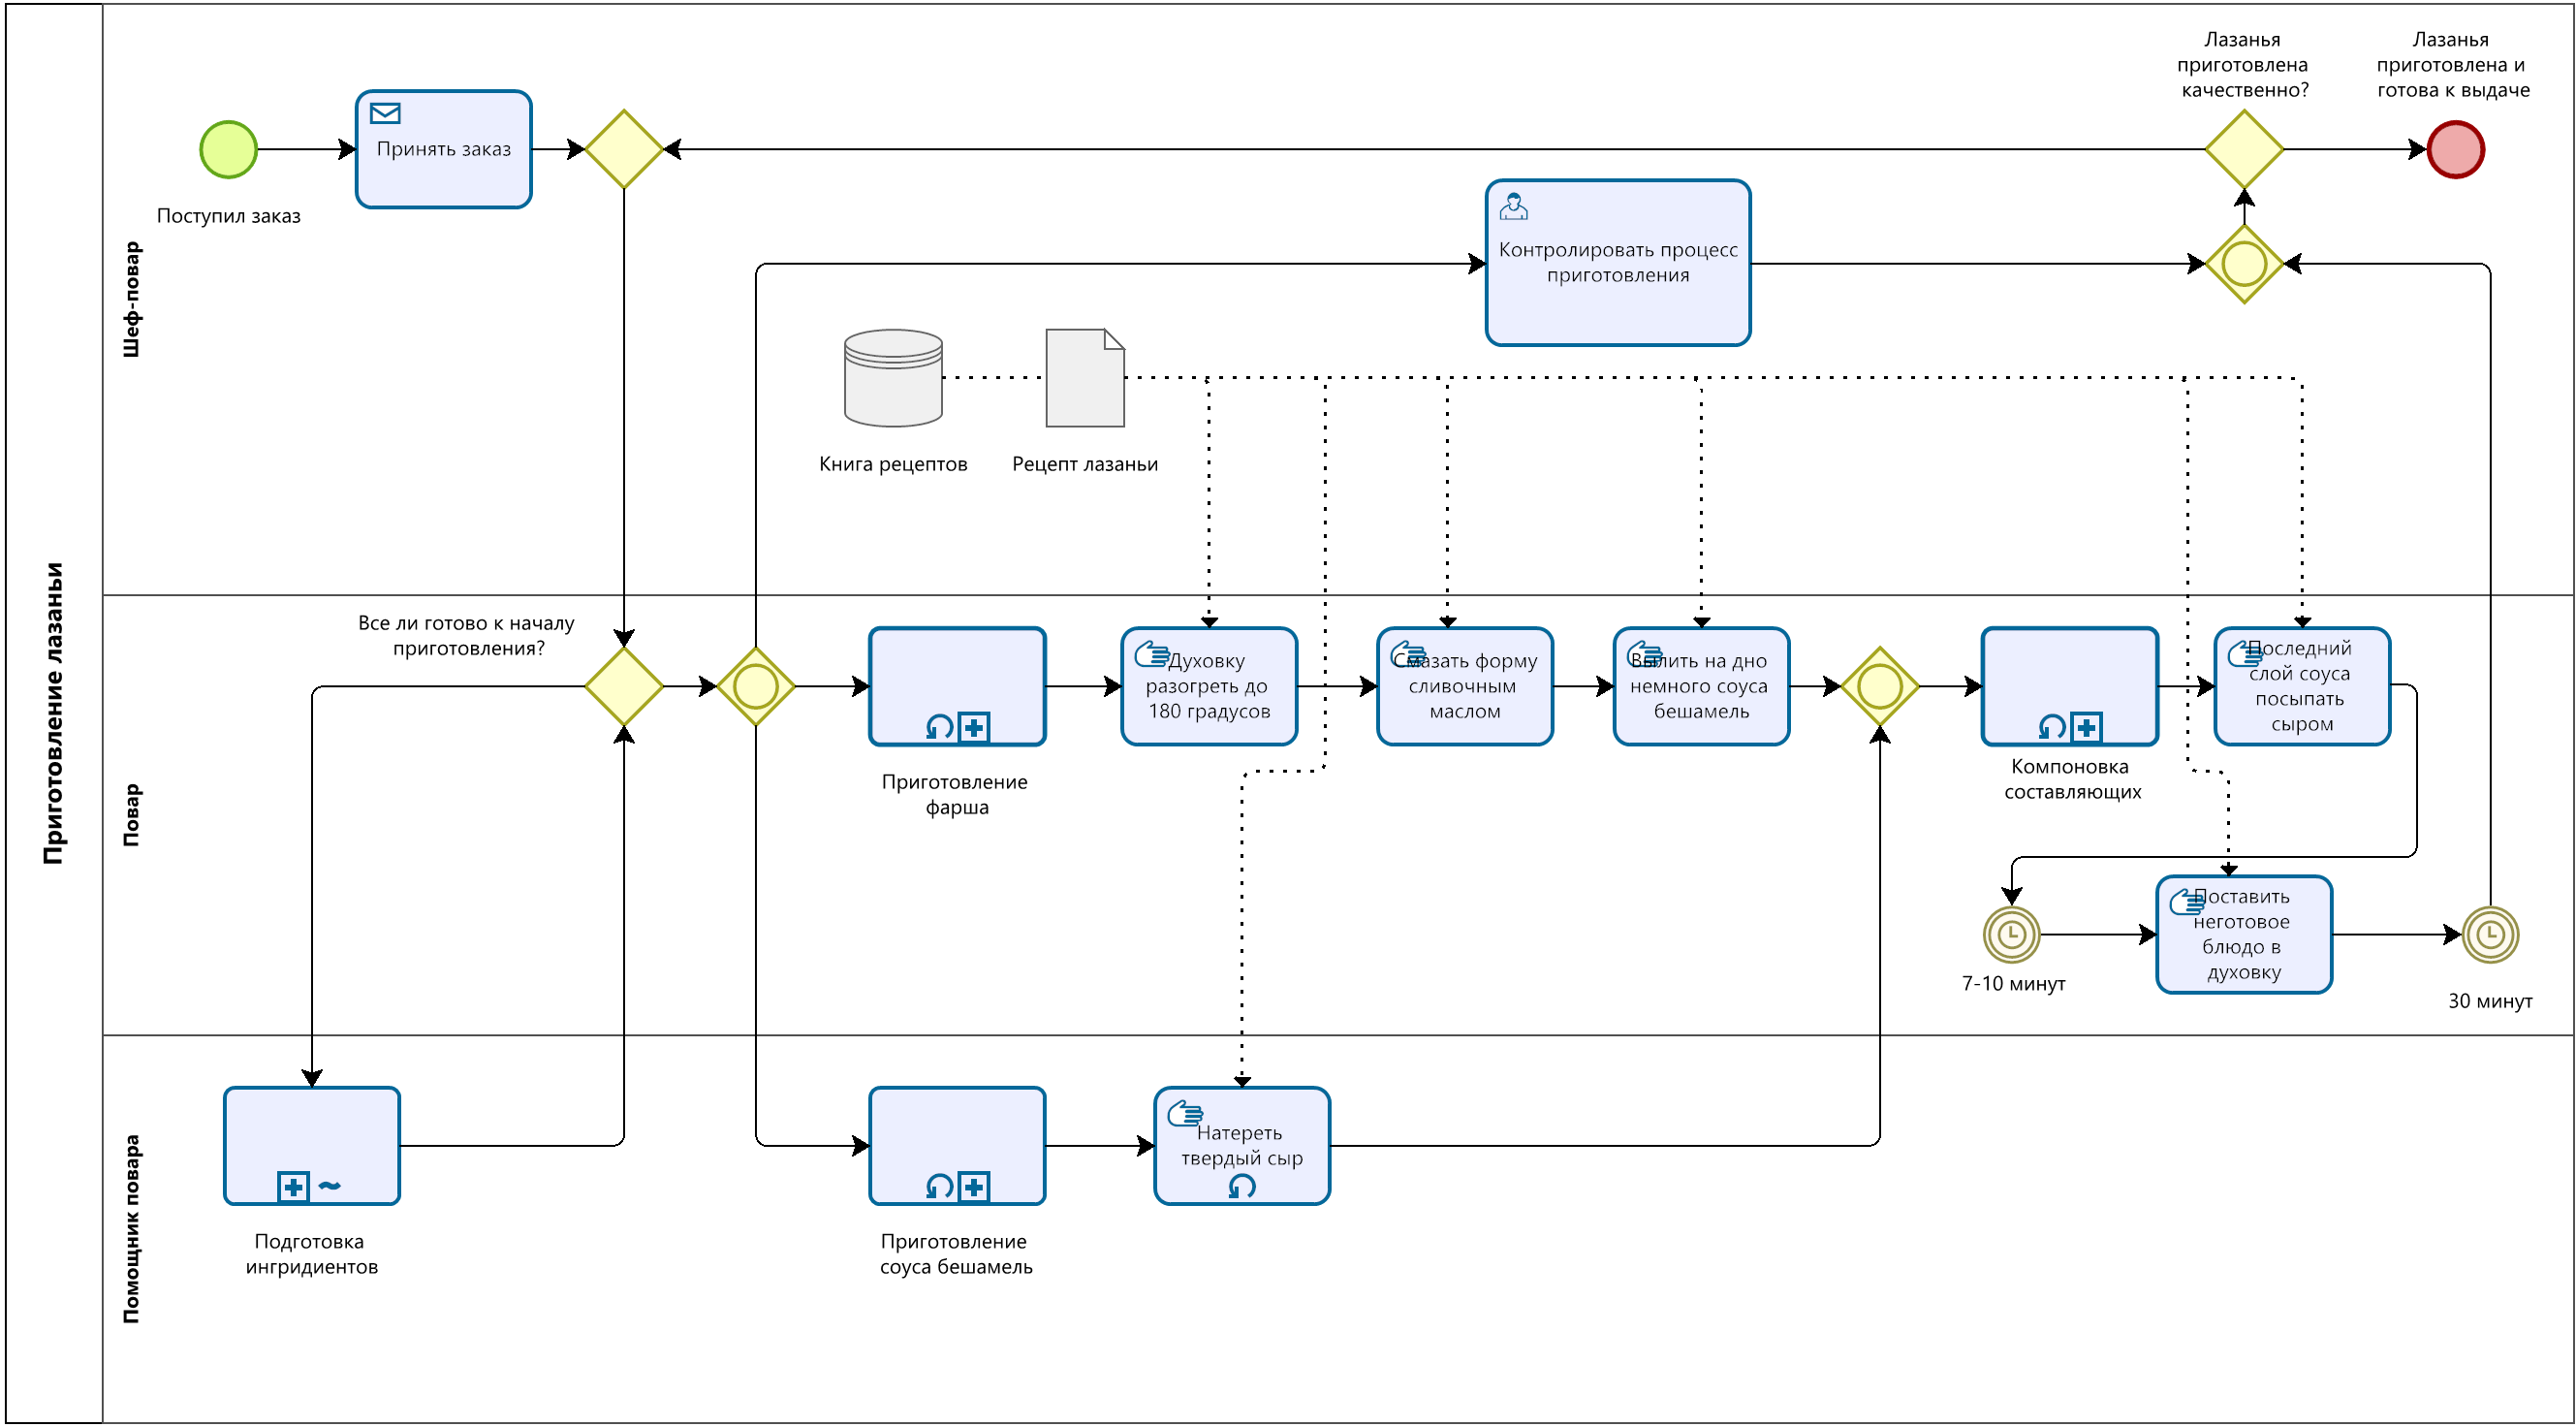 Приготовление лазаньи
Шеф-повар
Поступил заказ
Принять заказ
Контролировать процесс
приготовления
Лазанья
приготовлена
качественно?
Лазанья
приготовлена и
готова к выдаче
Книга рецептов
Рецепт лазаньи
Повар
Все ли готово к началу
приготовления?
Приготовление
фарша
Духовку
разогреть до
180 градусов
Смазать форму
сливочным
маслом
Вылить на дно
немного соуса
бешамель
Компоновка
составляющих
Последний
слой соуса
посыпать
сыром
7-10 минут
Поставить
неготовое
блюдо в
духовку
30 минут
Помощник повара
Подготовка
ингридиентов
Приготовление
соуса бешамель
Натереть
твердый сыр